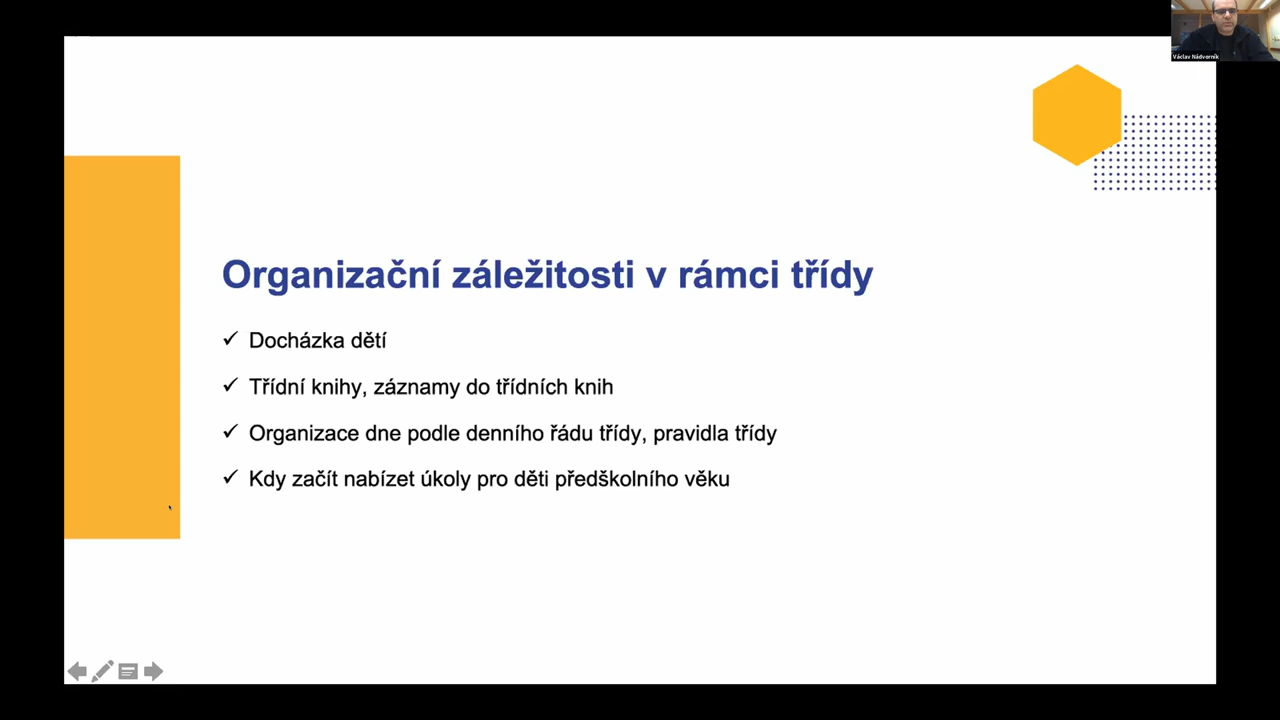 Václav Nádvorník
Organizační záležitosti v rámci třídy
✓ Docházka dětí
✓ Třídní knihy, záznamy do třídních knih
✓ Organizace dne podle denního řádu třídy, pravidla třídy
✓ Kdy začít nabízet úkoly pro děti předškolního věku